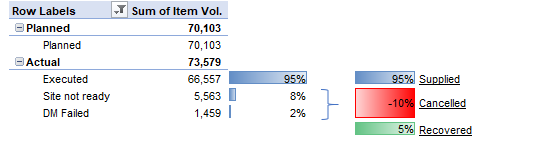 Row Labels Sum of Item Vol.
Planned 70,103
Planned 70,103
Actual 73,579
Executed 66,557 95% 95% Supplied
Site not ready 5,563 8% -10% Cancelled
DM Failed 1,459 2%
5% Recovered